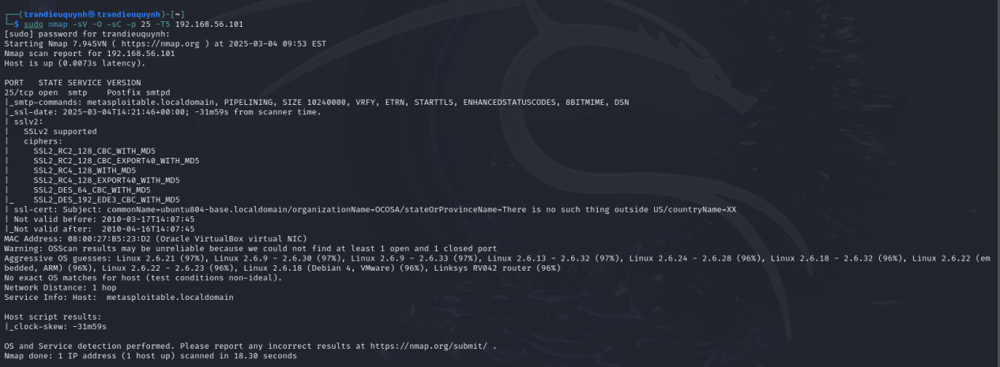 ┌──(trandieuquynh㉿trandieuquynh)-[~]
└─$ sudo nmap -sV -O -sC -p 25 -T5 192.168.56.101
[sudo] password for trandieuquynh:
Starting Nmap 7.94SVN ( https://nmap.org ) at 2025-03-04 09:53 EST
Nmap scan report for 192.168.56.101
Host is up (0.0073s latency).

PORT   STATE SERVICE VERSION
25/tcp open  smtp    Postfix smtpd
|_smtp-commands: metasploitable.localdomain, PIPELINING, SIZE 10240000, VRFY, ETRN, STARTTLS, ENHANCEDSTATUSCODES, 8BITMIME, DSN
|_ssl-date: 2025-03-04T14:21:46+00:00; -31m59s from scanner time.
| sslv2:
|   SSLv2 supported
|   ciphers:
|     SSL2_RC2_128_CBC_WITH_MD5
|     SSL2_RC2_128_CBC_EXPORT40_WITH_MD5
|     SSL2_RC4_128_WITH_MD5
|     SSL2_RC4_128_EXPORT40_WITH_MD5
|     SSL2_DES_64_CBC_WITH_MD5
|_    SSL2_DES_192_EDE3_CBC_WITH_MD5
| ssl-cert: Subject: commonName=ubuntu804-base.localdomain/organizationName=OCOSA/stateOrProvinceName=There is no such thing outside US/countryName=XX
| Not valid before: 2010-03-17T14:07:45
|_Not valid after:  2010-04-16T14:07:45
MAC Address: 08:00:27:B5:23:D2 (Oracle VirtualBox virtual NIC)
Warning: OSScan results may be unreliable because we could not find at least 1 open and 1 closed port
Aggressive OS guesses: Linux 2.6.21 (97%), Linux 2.6.9 - 2.6.30 (97%), Linux 2.6.9 - 2.6.33 (97%), Linux 2.6.13 - 2.6.32 (97%), Linux 2.6.24 - 2.6.28 (96%), Linux 2.6.18 - 2.6.32 (96%), Linux 2.6.22 (em
bedded, ARM) (96%), Linux 2.6.22 - 2.6.23 (96%), Linux 2.6.18 (Debian 4, VMware) (96%), Linksys RV042 router (96%)
No exact OS matches for host (test conditions non-ideal).
Network Distance: 1 hop
Service Info: Host:  metasploitable.localdomain

Host script results:
|_clock-skew: -31m59s

OS and Service detection performed. Please report any incorrect results at https://nmap.org/submit/ .
Nmap done: 1 IP address (1 host up) scanned in 18.30 seconds